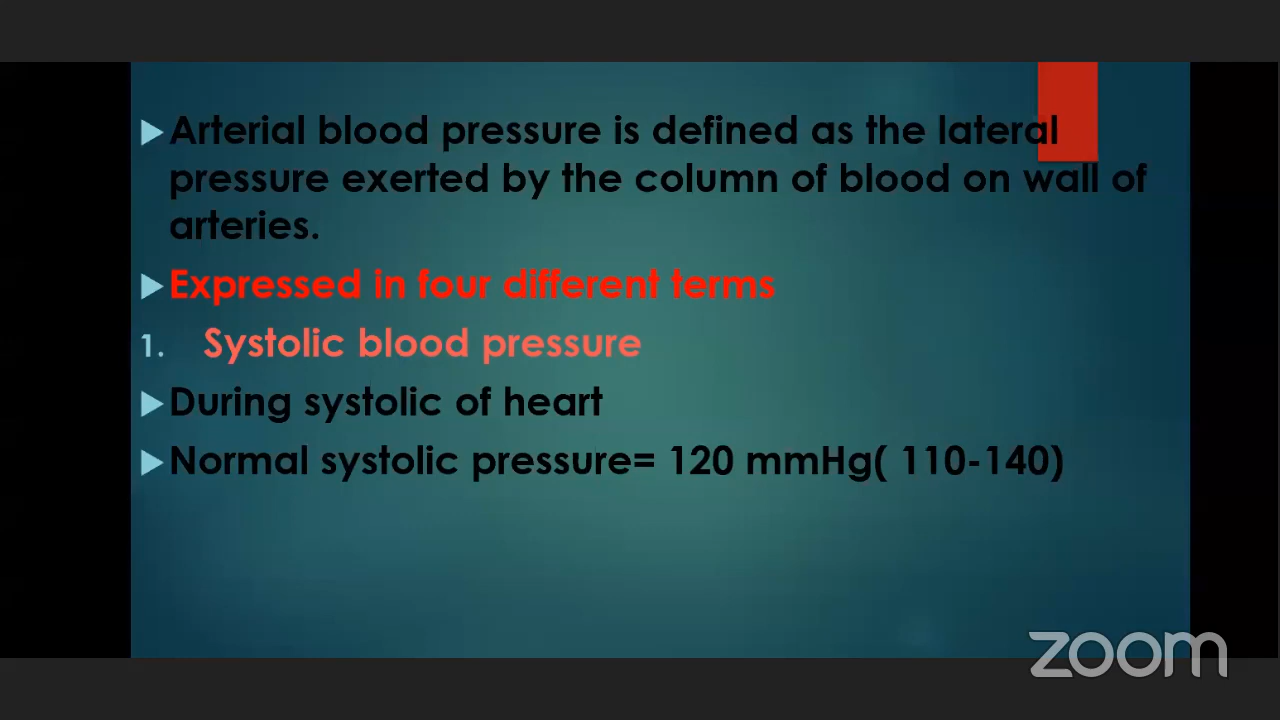 Arterial blood pressure is defined as the lateral
pressure exerted by the column of blood on wall of
arteries.
Expressed in four different terms
1. Systolic blood pressure
During systolic of heart
Normal systolic pressure= 120 mmHg( 110-140)
zoom